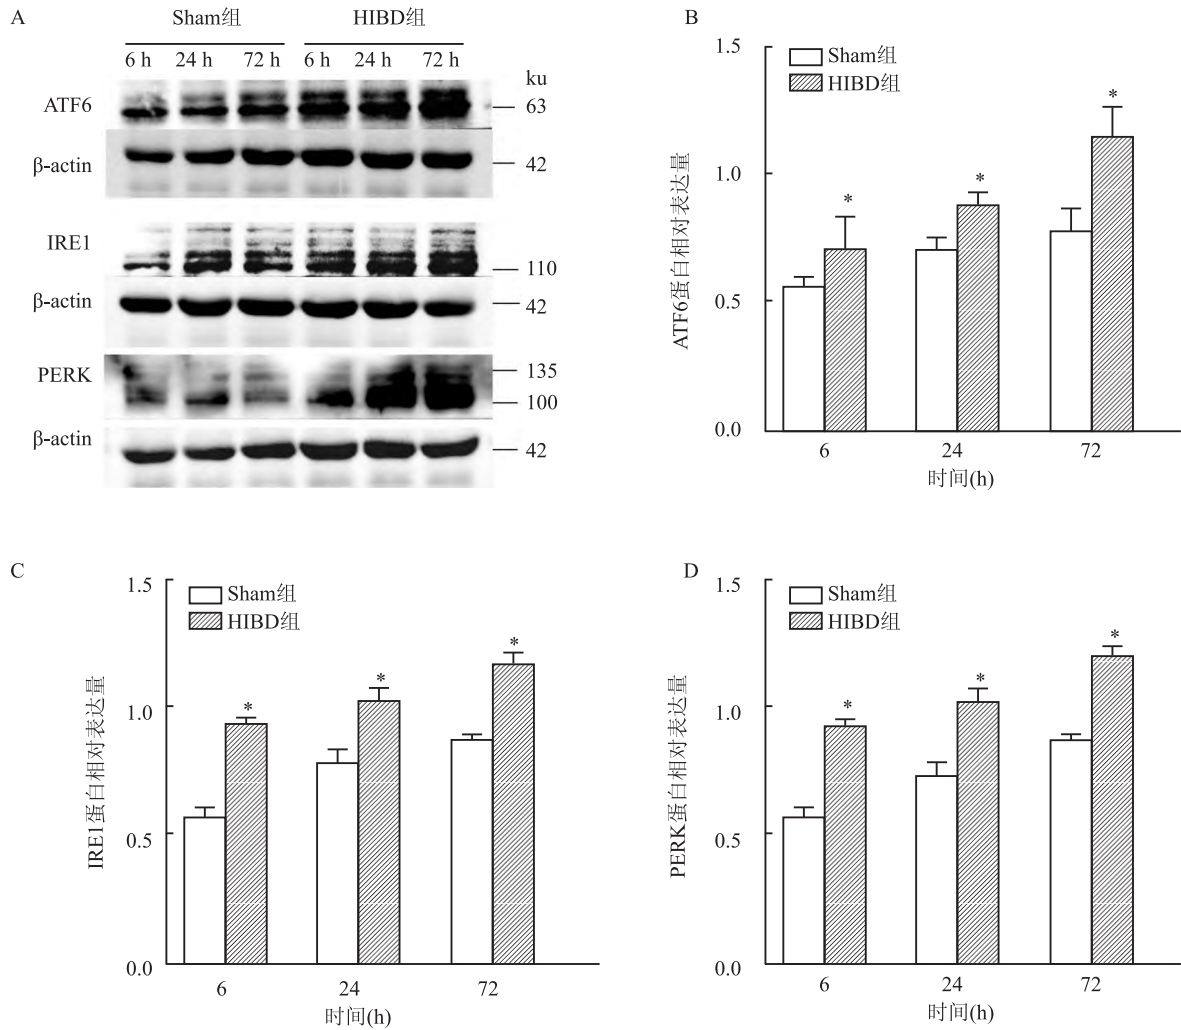 A
Sham组
HIBD组
6 h
24 h
72 h
6 h
24 h
72 h
ku
ATF6
63
β-actin
42
IRE1
110
β-actin
42
PERK
135
100
β-actin
42
B
1.5
Sham组
HIBD组
*
*
*
1.0
0.5
0.0
ATF6蛋白相对表达量
6
24
72
时间(h)
C
1.5
Sham组
HIBD组
*
*
*
1.0
0.5
0.0
IRE1蛋白相对表达量
6
24
72
时间(h)
D
1.5
Sham组
HIBD组
*
*
*
1.0
0.5
0.0
PERK蛋白相对表达量
6
24
72
时间(h)